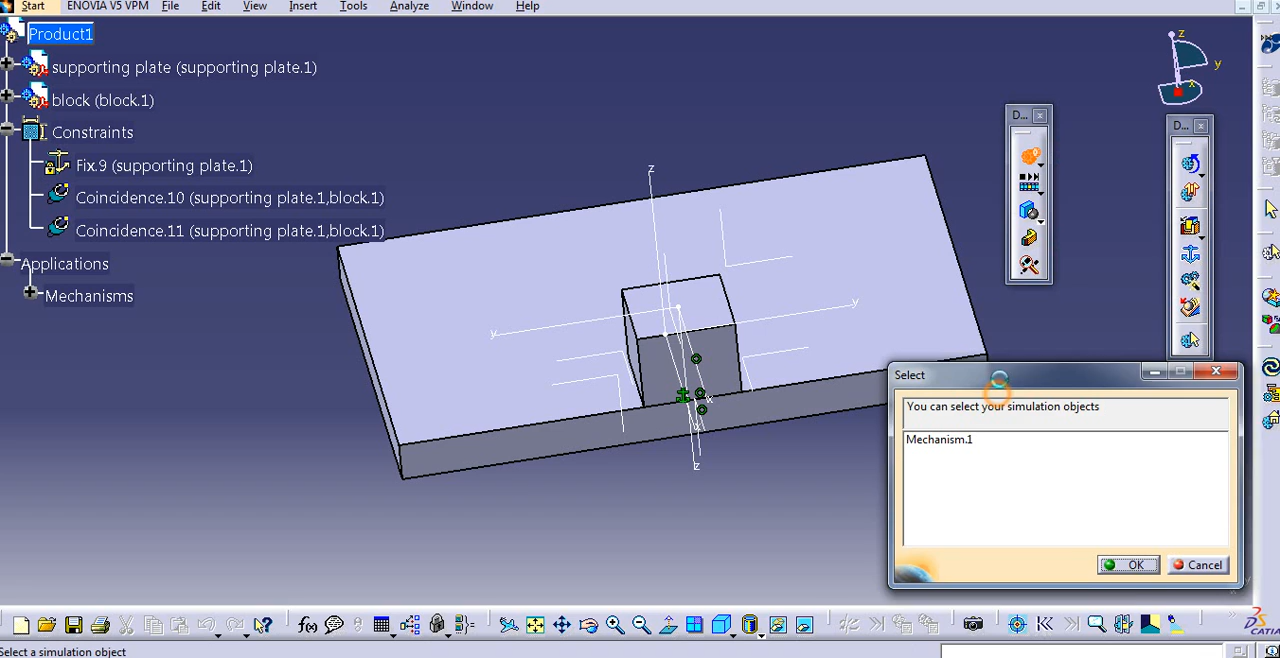 Start ENOVIA V5 VPM File Edit View Insert Tools Analyze Window Help
Product1
supporting plate (supporting plate.1)
block (block.1)
Constraints
Fix.9 (supporting plate.1)
Coincidence.10 (supporting plate.1,block.1)
Coincidence.11 (supporting plate.1,block.1)
Applications
Mechanisms
z
y
x
D...
D...
z
y
y
x
z
Select
You can select your simulation objects
Mechanism.1
OK Cancel
f(x)
CATIA
Select a simulation object